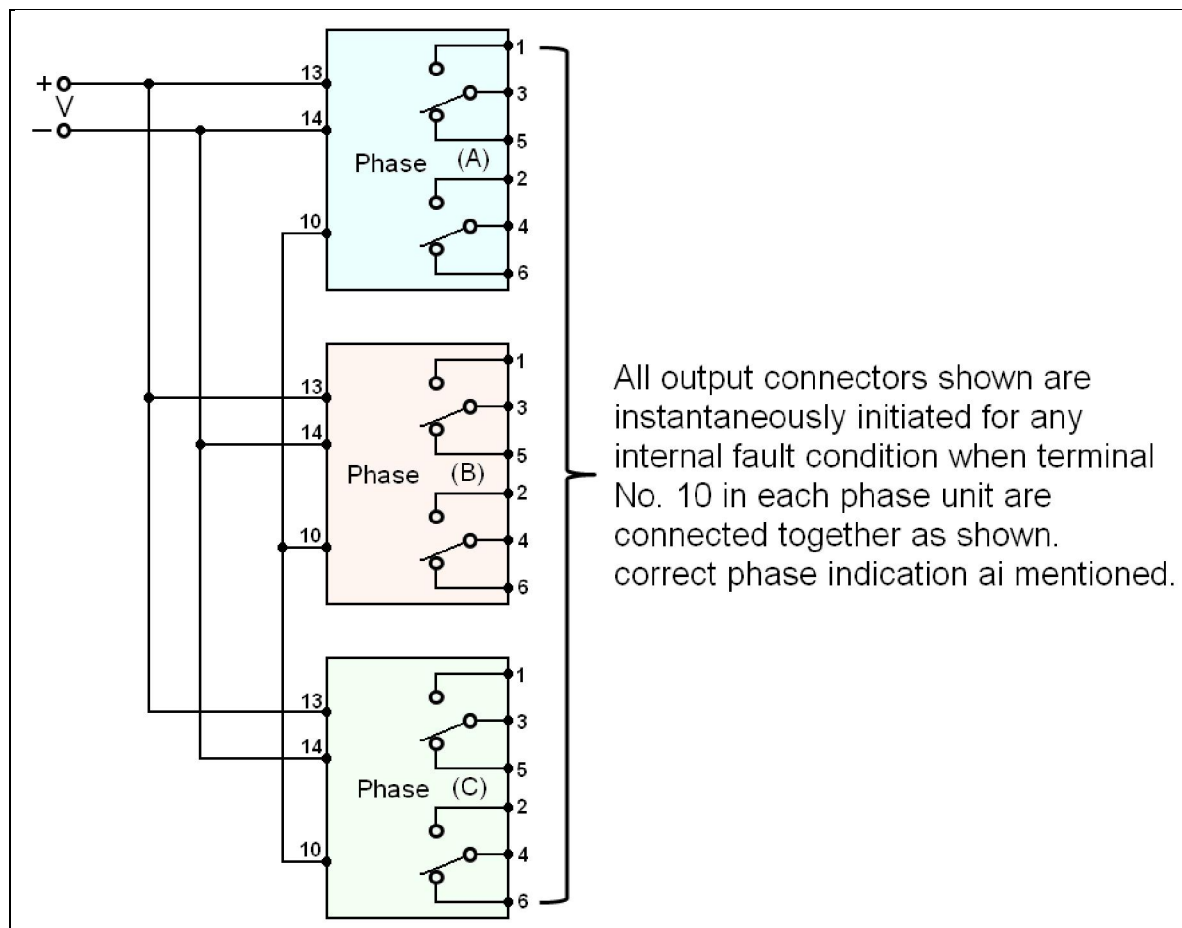 +
V
−
13
14
10
Phase (A)
1
3
5
2
4
6
13
14
10
Phase (B)
1
3
5
2
4
6
13
14
10
Phase (C)
1
3
5
2
4
6
All output connectors shown are
instantaneously initiated for any
internal fault condition when terminal
No. 10 in each phase unit are
connected together as shown.
correct phase indication ai mentioned.